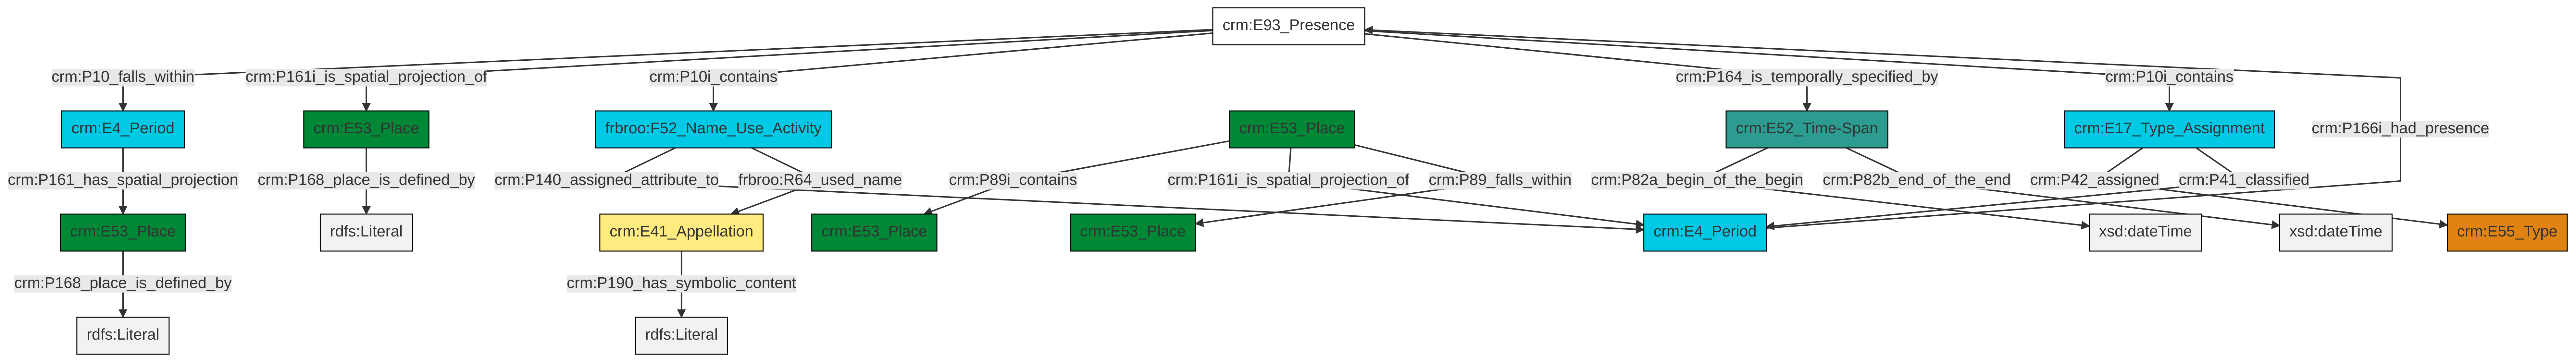 crm:E93_Presence
crm:P10_falls_within
crm:P161i_is_spatial_projection_of
crm:P10i_contains
crm:P164_is_temporally_specified_by
crm:P10i_contains
crm:E4_Period
crm:E53_Place
frbroo:F52_Name_Use_Activity
crm:E53_Place
crm:E52_Time-Span
crm:E17_Type_Assignment
crm:P166i_had_presence
crm:P161_has_spatial_projection
crm:P168_place_is_defined_by
crm:P140_assigned_attribute_to
frbroo:R64_used_name
crm:P89i_contains
crm:P161i_is_spatial_projection_of
crm:P89_falls_within
crm:P82a_begin_of_the_begin
crm:P82b_end_of_the_end
crm:P42_assigned
crm:P41_classified
crm:E53_Place
rdfs:Literal
crm:E41_Appellation
crm:E53_Place
crm:E53_Place
crm:E4_Period
xsd:dateTime
xsd:dateTime
crm:E55_Type
crm:P168_place_is_defined_by
crm:P190_has_symbolic_content
rdfs:Literal
rdfs:Literal